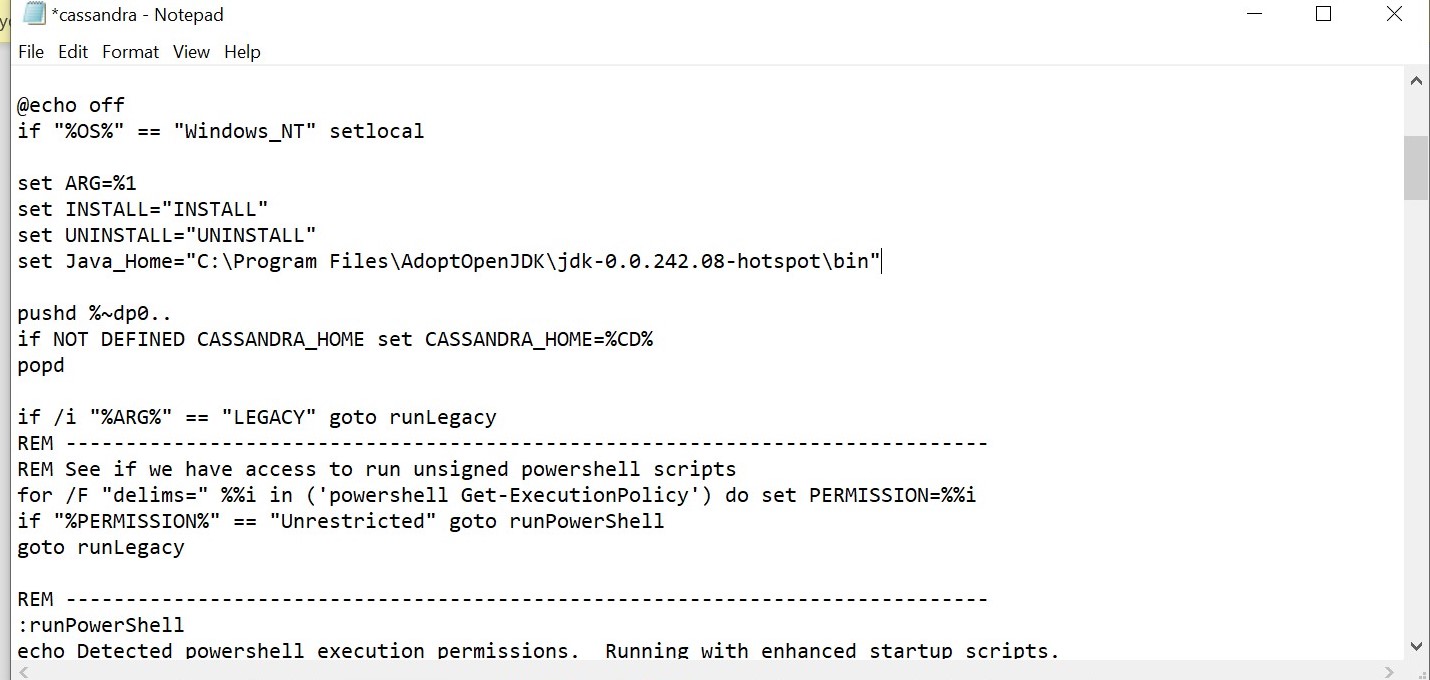 *cassandra - Notepad
File Edit Format View Help
@echo off
if "%OS%" == "Windows_NT" setlocal
set ARG=%1
set INSTALL="INSTALL"
set UNINSTALL="UNINSTALL"
set Java_Home="C:\Program Files\AdoptOpenJDK\jdk-0.0.242.08-hotspot\bin"
pushd %~dp0..
if NOT DEFINED CASSANDRA_HOME set CASSANDRA_HOME=%CD%
popd
if /i "%ARG%" == "LEGACY" goto runLegacy
REM -----------------------------------------------------------------------------
REM See if we have access to run unsigned powershell scripts
for /F "delims=" %%i in ('powershell Get-ExecutionPolicy') do set PERMISSION=%%i
if "%PERMISSION%" == "Unrestricted" goto runPowerShell
goto runLegacy
REM -----------------------------------------------------------------------------
:runPowerShell
echo Detected powershell execution permissions.  Running with enhanced startup scripts.